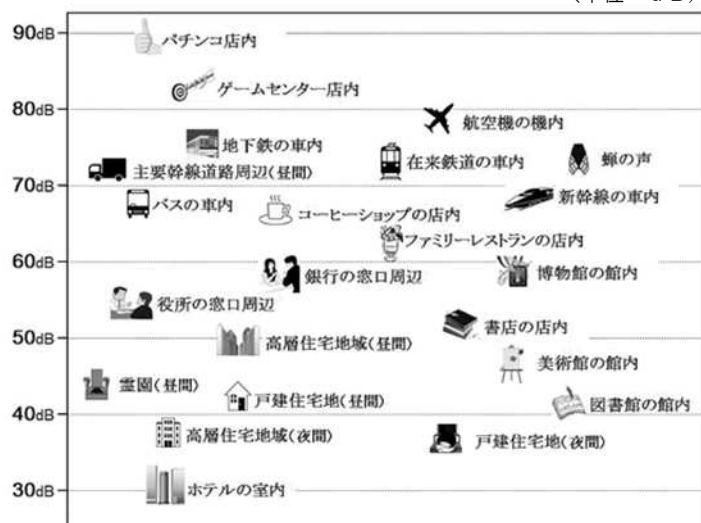 90dB
パチンコ店内
ゲームセンター店内
80dB
航空機の機内
地下鉄の車内
在来鉄道の車内
蝉の声
主要幹線道路周辺(昼間)
70dB
バスの車内
新幹線の車内
コーヒーショップの店内
ファミリーレストランの店内
60dB
銀行の窓口周辺
博物館の館内
役所の窓口周辺
書店の店内
50dB
高層住宅地域(昼間)
美術館の館内
霊園(昼間)
戸建住宅地(昼間)
図書館の館内
40dB
高層住宅地域(夜間)
戸建住宅地(夜間)
ホテルの室内
30dB